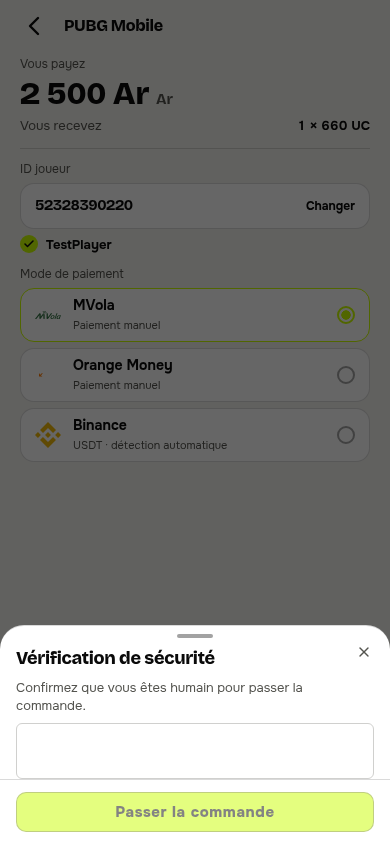 PUBG Mobile
Vous payez
2 500 Ar Ar
Vous recevez 1 × 660 UC
ID joueur
52328390220 Changer
TestPlayer
Mode de paiement
MVola
MVola
Paiement manuel
Orange Money
Paiement manuel
Binance
USDT · détection automatique
Vérification de sécurité
Confirmez que vous êtes humain pour passer la
commande.
Passer la commande